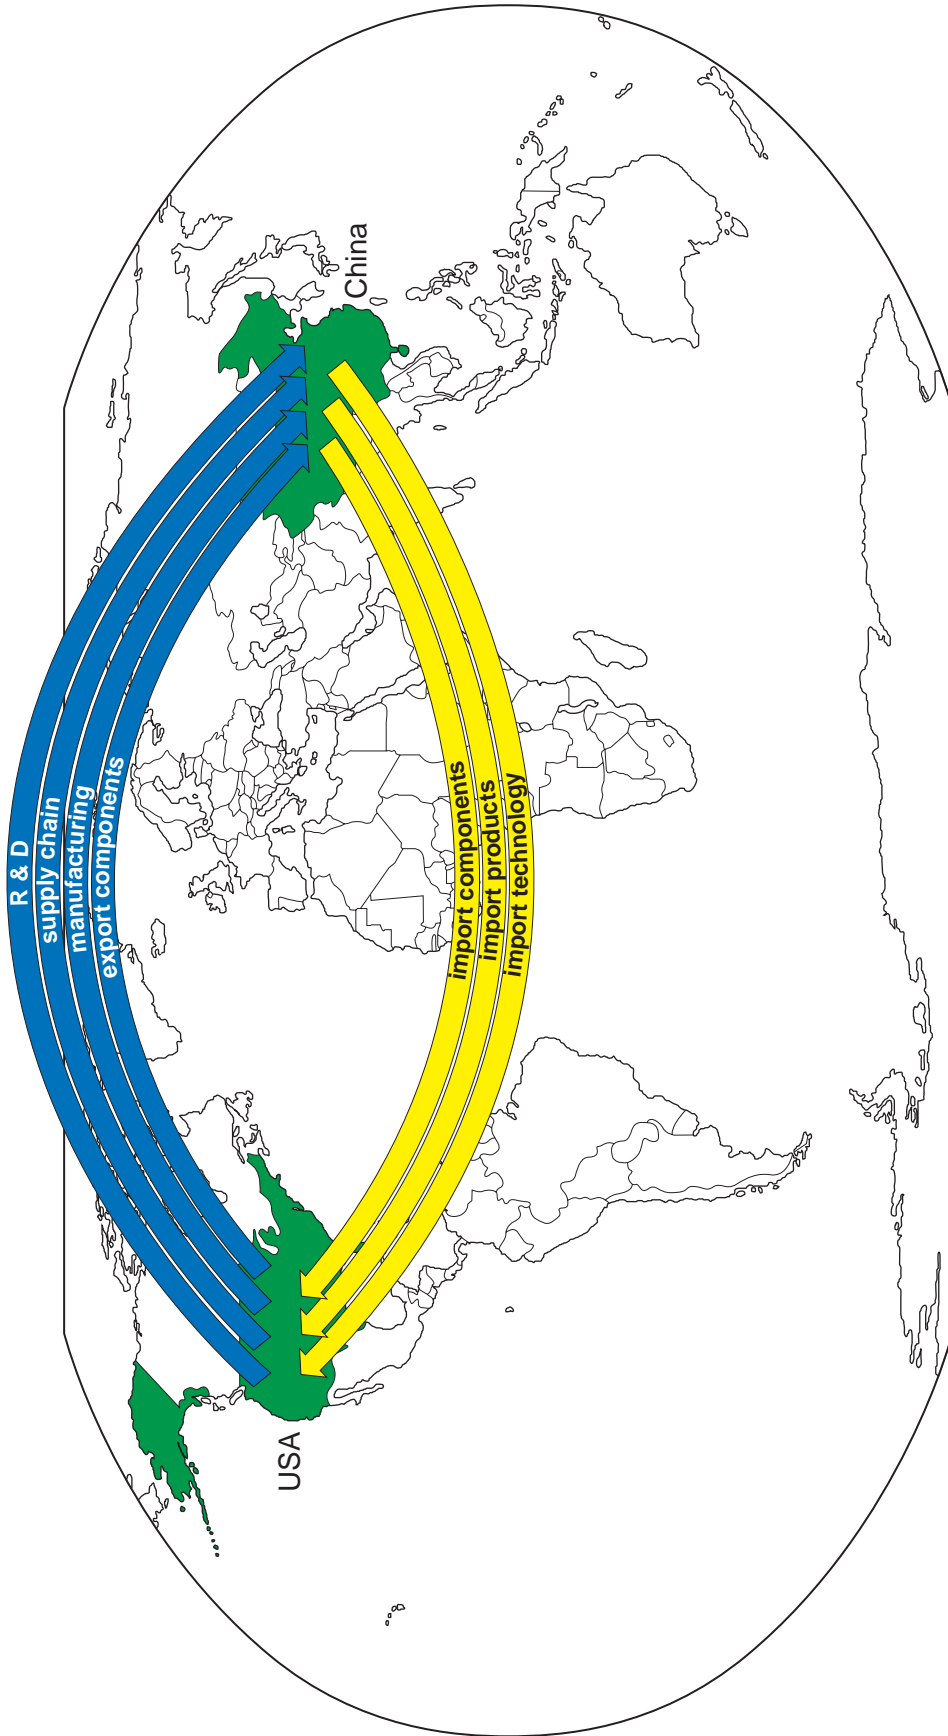 R & D
supply chain
manufacturing
export components
China
USA
import components
import products
import technology